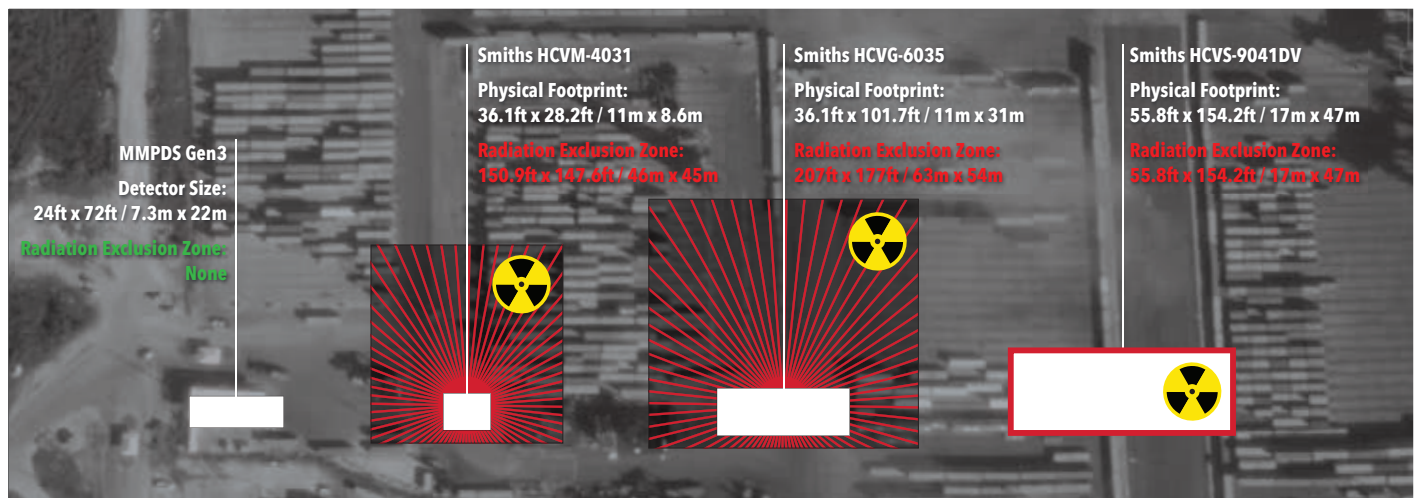 MMPDS Gen3
Detector Size:
24ft x 72ft / 7.3m x 22m
Radiation Exclusion Zone:
None
Smiths HCVM-4031
Physical Footprint:
36.1ft x 28.2ft / 11m x 8.6m
Radiation Exclusion Zone:
150.9ft x 147.6ft / 46m x 45m
Smiths HCVG-6035
Physical Footprint:
36.1ft x 101.7ft / 11m x 31m
Radiation Exclusion Zone:
207ft x 177ft / 63m x 54m
Smiths HCVS-9041DV
Physical Footprint:
55.8ft x 154.2ft / 17m x 47m
Radiation Exclusion Zone:
55.8ft x 154.2ft / 17m x 47m